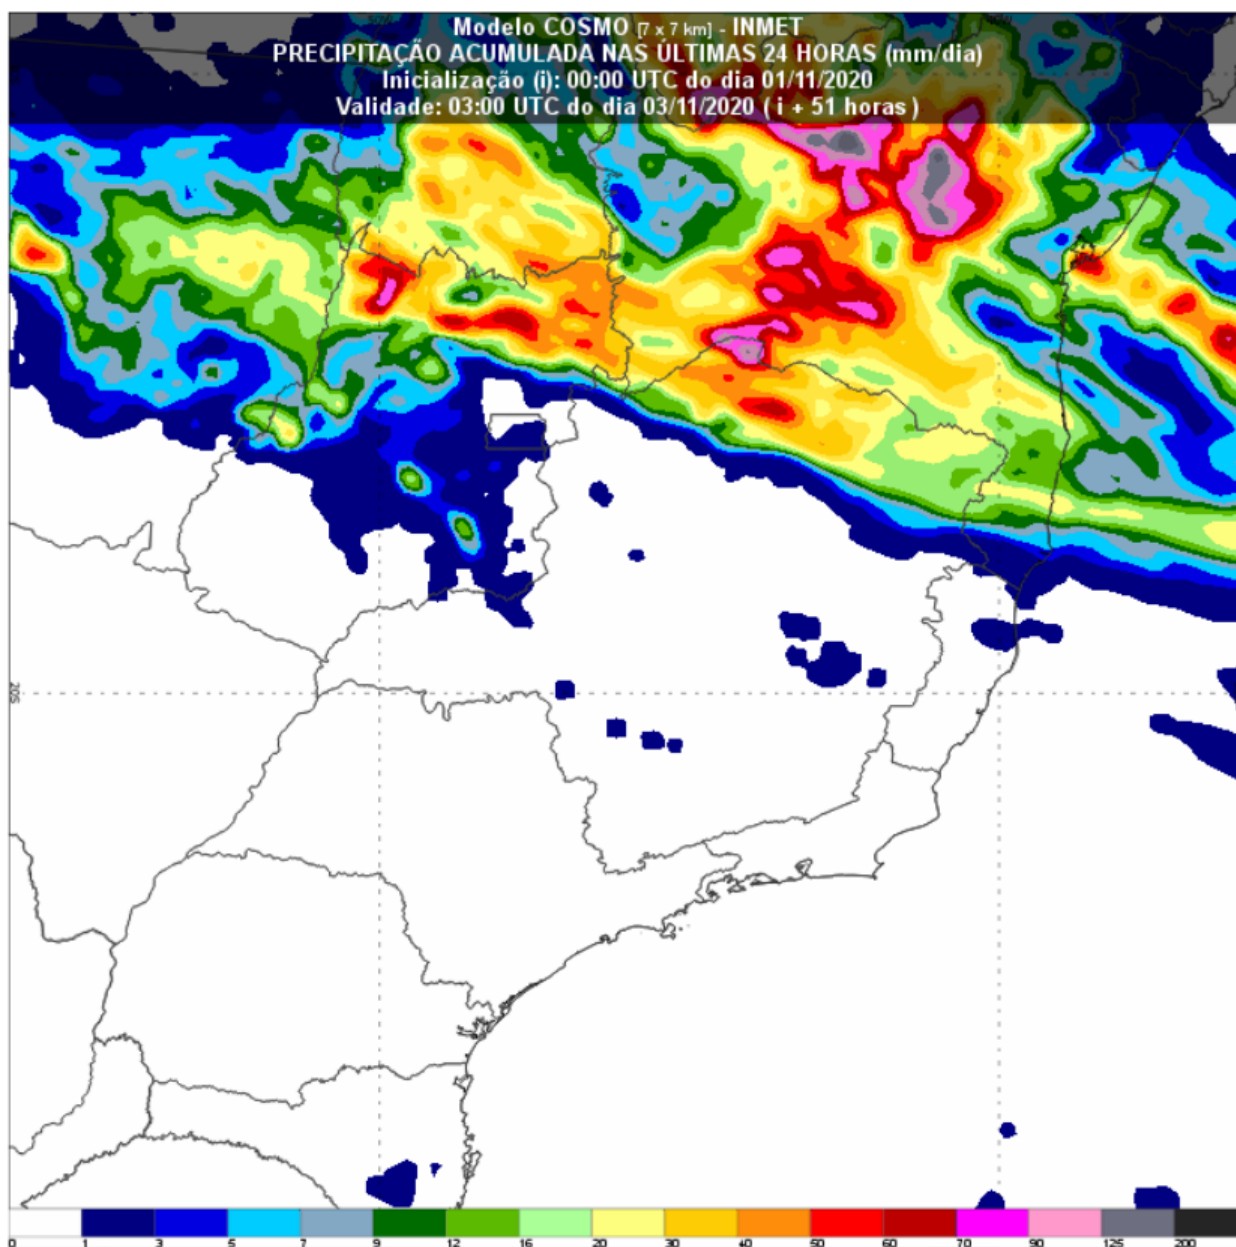 Modelo COSMO [7 x 7 km] - INMET
PRECIPITAÇÃO ACUMULADA NAS ÚLTIMAS 24 HORAS (mm/dia)
Inicialização (i): 00:00 UTC do dia 01/11/2020
Validade: 03:00 UTC do dia 03/11/2020 ( i + 51 horas )
20S
0 1 3 5 7 9 12 16 20 30 40 50 60 70 90 125 200